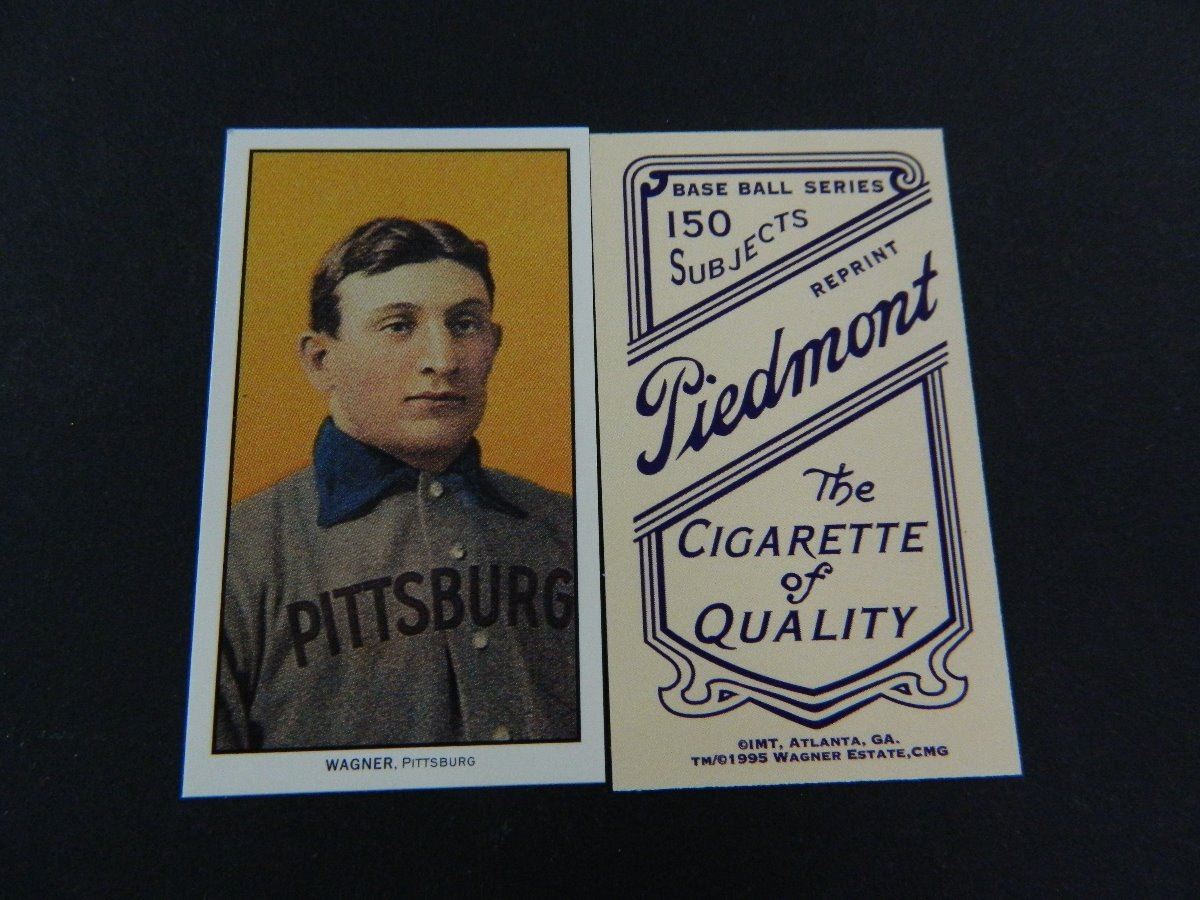 PITTSBURG
WAGNER, PITTSBURG
BASE BALL SERIES
150
SUBJECTS
REPRINT
Piedmont
The
CIGARETTE
of
QUALITY
©IMT, ATLANTA, GA.
TM/©1995 WAGNER ESTATE,CMG